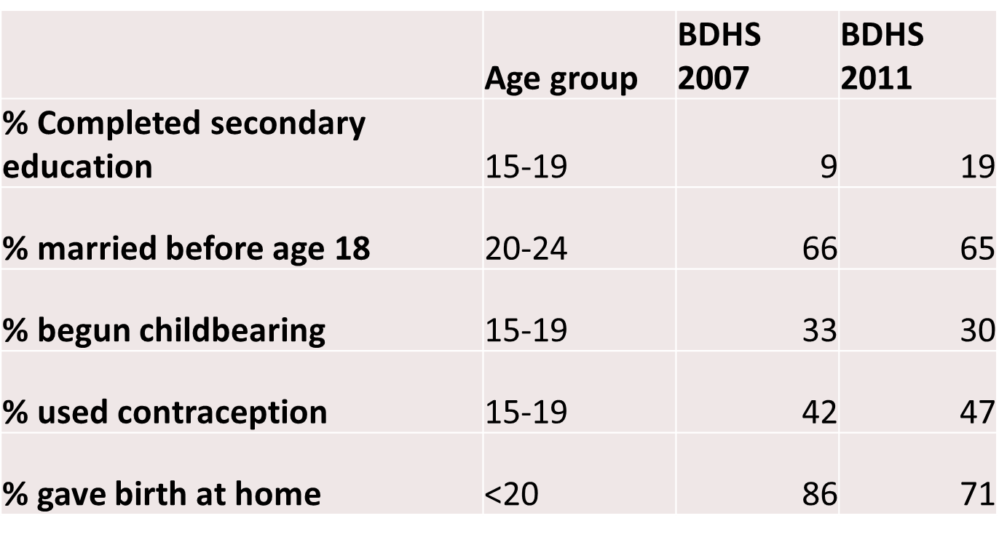 Age group BDHS 2007 BDHS 2011
% Completed secondary education 15-19 9 19
% married before age 18 20-24 66 65
% begun childbearing 15-19 33 30
% used contraception 15-19 42 47
% gave birth at home <20 86 71